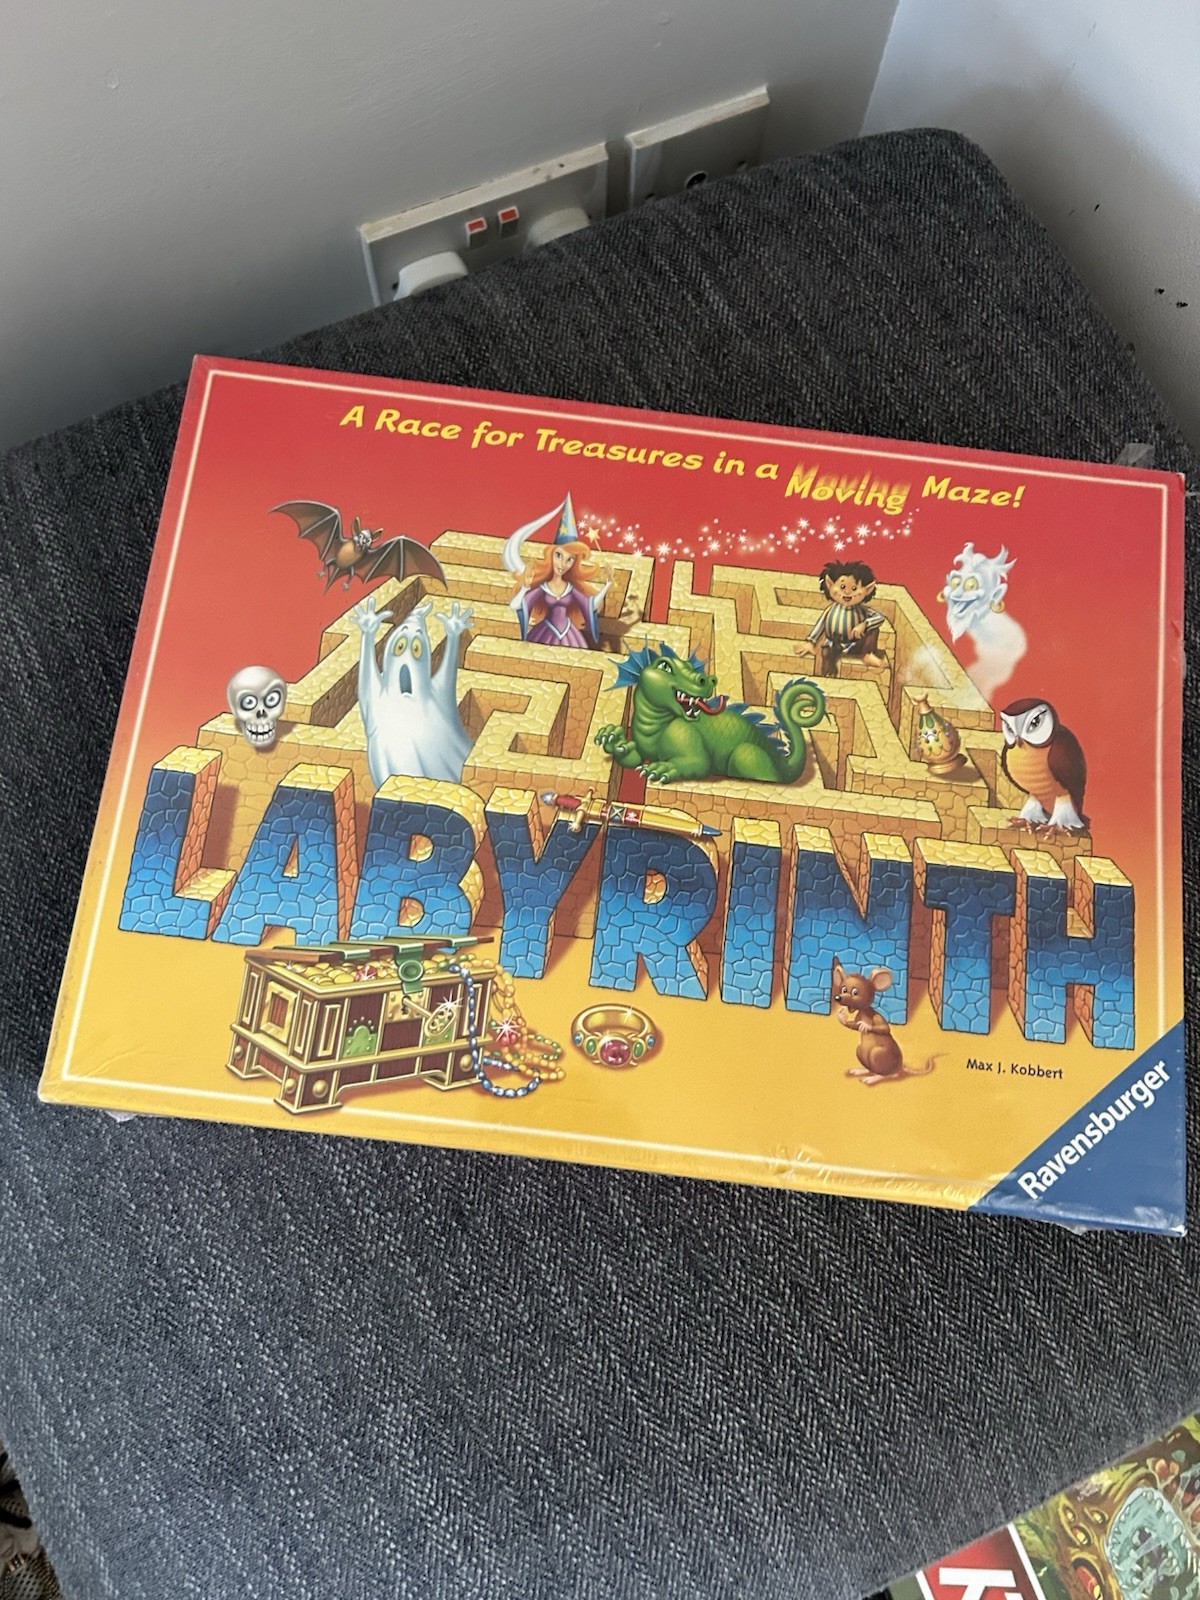 A Race for Treasures in a Moving Maze!
LABYRINTH
Max J. Kobbert
Ravensburger